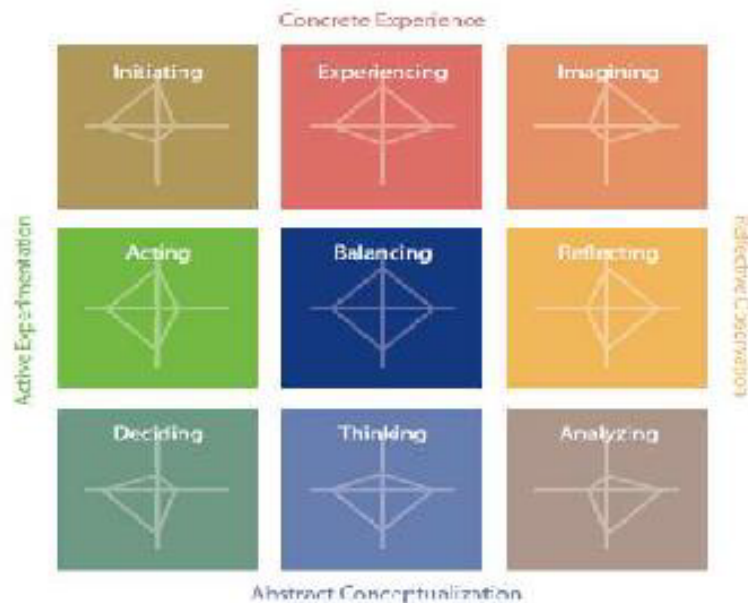 Concrete Experience
Initiating
Experiencing
Imagining
Active Experimentation
Acting
Balancing
Reflecting
Reflective Observation
Deciding
Thinking
Analyzing
Abstract Conceptualization